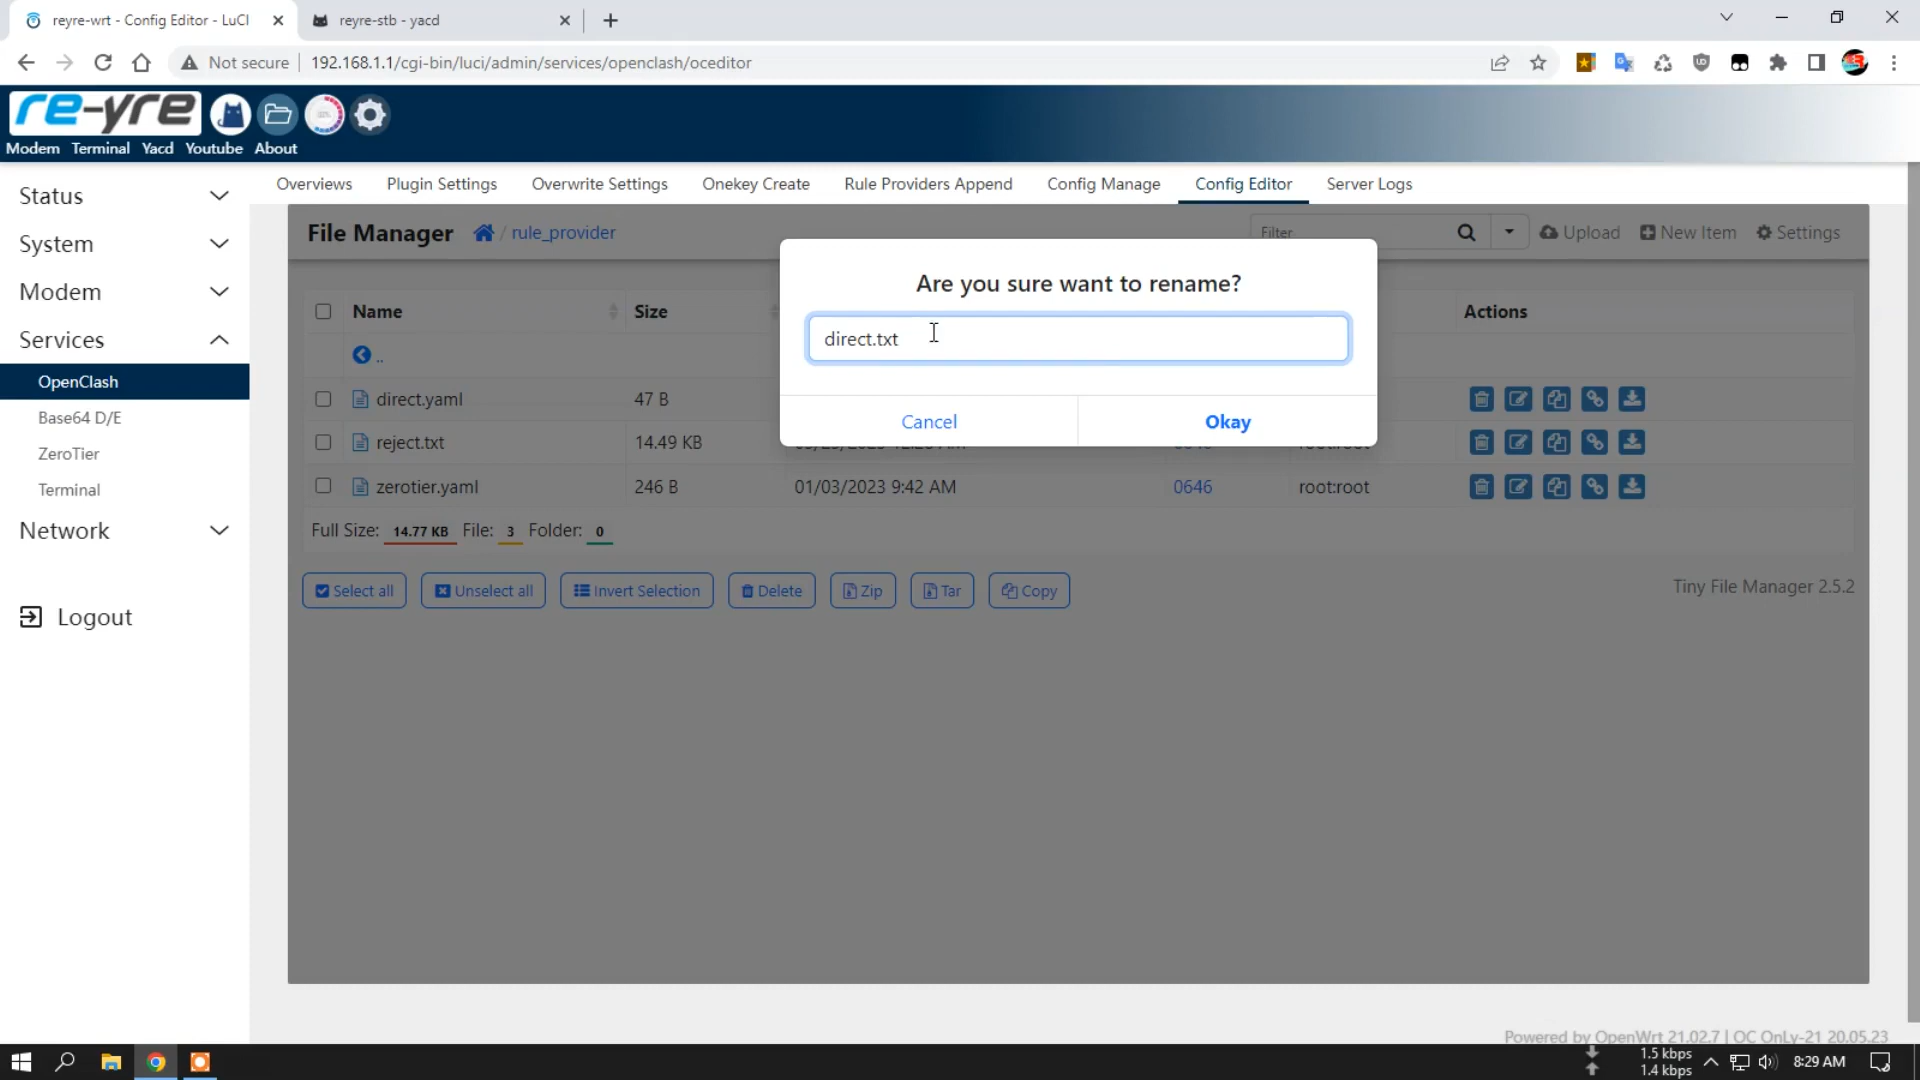 reyre-wrt - Config Editor - LuCI
reyre-stb - yacd
Not secure
192.168.1.1/cgi-bin/luci/admin/services/openclash/oceditor
re-yre
Modem Terminal Yacd Youtube About
Status
System
Modem
Services
OpenClash
Base64 D/E
ZeroTier
Terminal
Network
Logout
Overviews Plugin Settings Overwrite Settings Onekey Create Rule Providers Append Config Manage Config Editor Server Logs
File Manager / rule_provider
Filter
Upload New Item Settings
Are you sure want to rename?
direct.txt
Cancel Okay
Name Size Actions
..
direct.yaml 47 B
reject.txt 14.49 KB
zerotier.yaml 246 B 01/03/2023 9:42 AM 0646 root:root
Full Size: 14.77 KB File: 3 Folder: 0
Select all Unselect all Invert Selection Delete Zip Tar Copy
Tiny File Manager 2.5.2
Powered by OpenWrt 21.02.7 | OC OnLy-21 20.05.23
1.5 kbps
1.4 kbps
8:29 AM